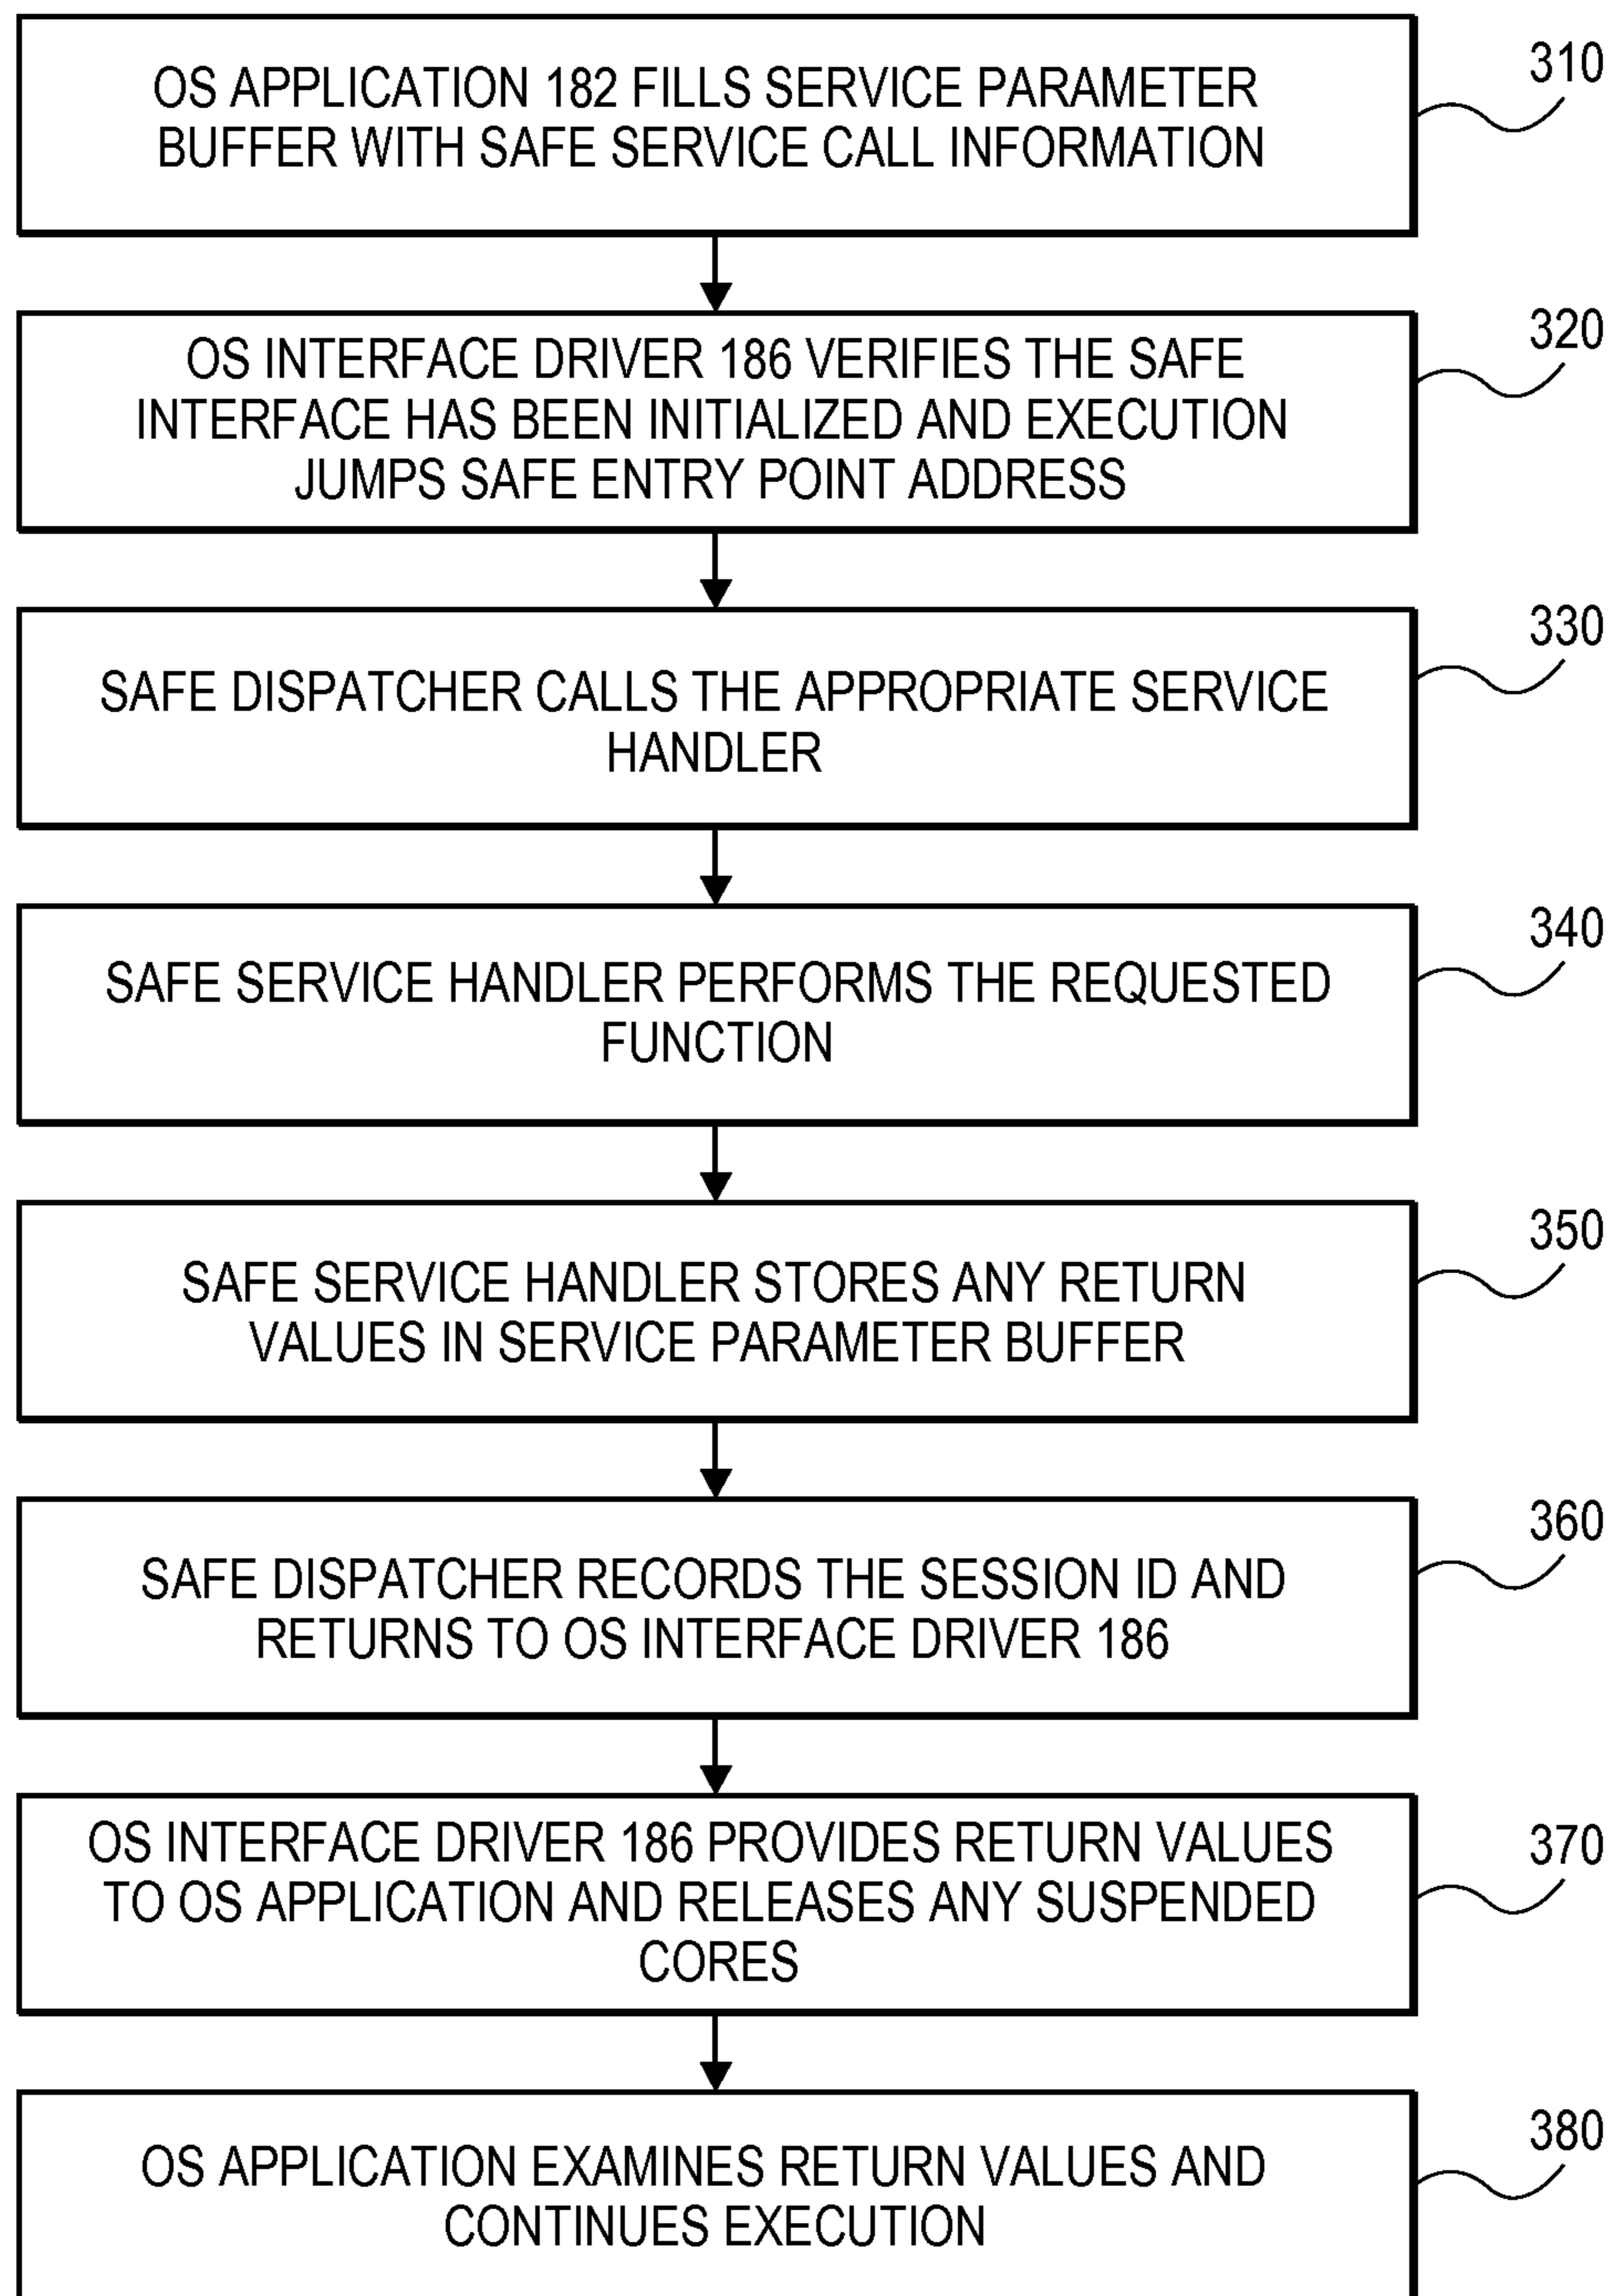 OS APPLICATION 182 FILLS SERVICE PARAMETER
BUFFER WITH SAFE SERVICE CALL INFORMATION
310
OS INTERFACE DRIVER 186 VERIFIES THE SAFE
INTERFACE HAS BEEN INITIALIZED AND EXECUTION
JUMPS SAFE ENTRY POINT ADDRESS
320
SAFE DISPATCHER CALLS THE APPROPRIATE SERVICE
HANDLER
330
SAFE SERVICE HANDLER PERFORMS THE REQUESTED
FUNCTION
340
SAFE SERVICE HANDLER STORES ANY RETURN
VALUES IN SERVICE PARAMETER BUFFER
350
SAFE DISPATCHER RECORDS THE SESSION ID AND
RETURNS TO OS INTERFACE DRIVER 186
360
OS INTERFACE DRIVER 186 PROVIDES RETURN VALUES
TO OS APPLICATION AND RELEASES ANY SUSPENDED
CORES
370
OS APPLICATION EXAMINES RETURN VALUES AND
CONTINUES EXECUTION
380